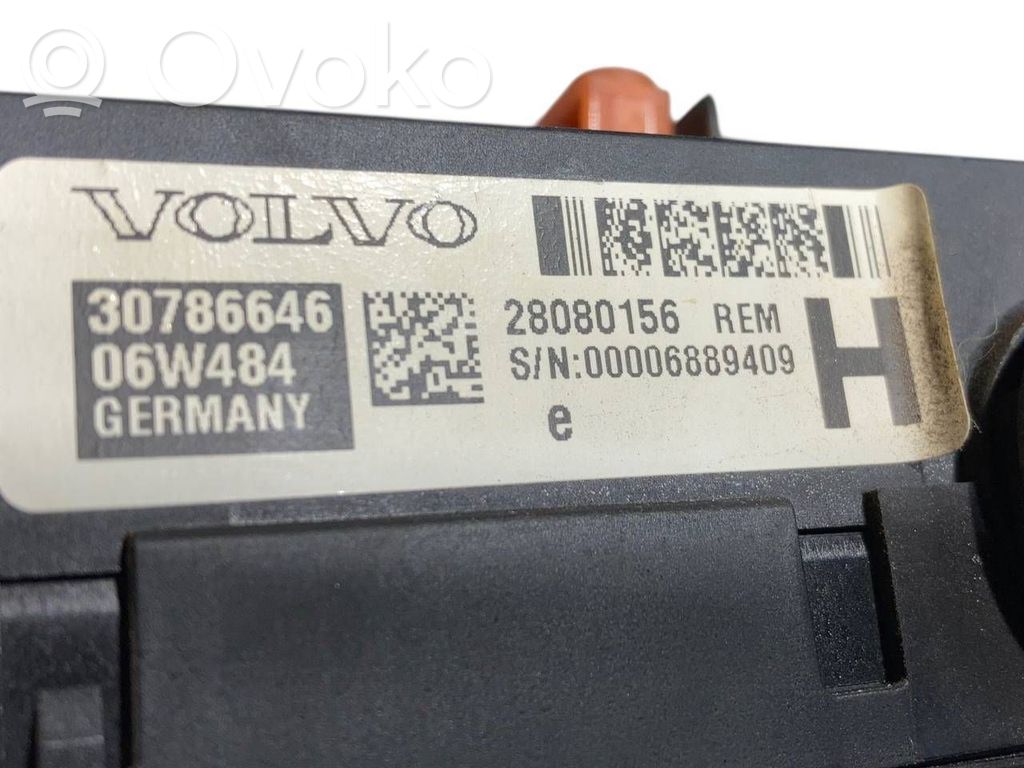 Ovoko
VOLVO
30786646
06W484
GERMANY
28080156 REM
S/N:00006889409
e
H